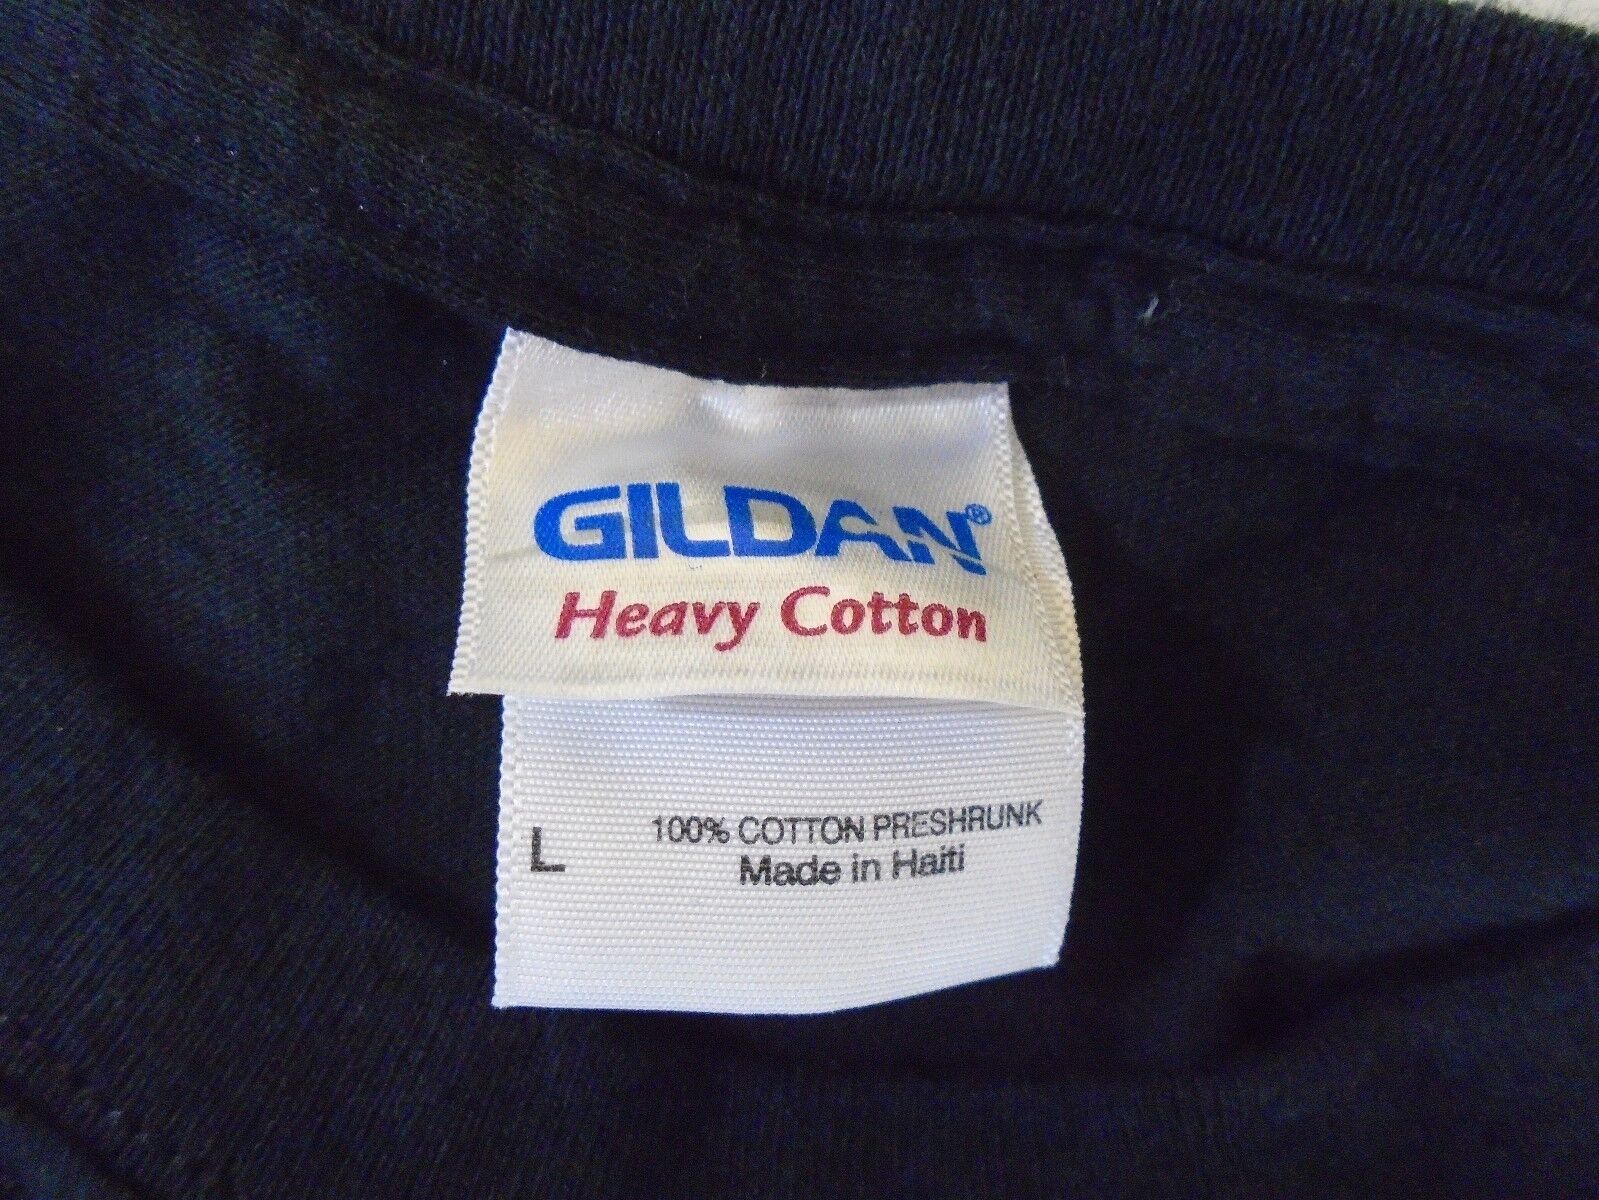 GILDAN®
Heavy Cotton
100% COTTON PRESHRUNK
L Made in Haiti